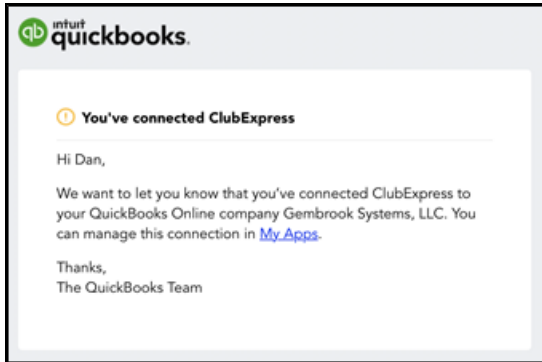 qb intuit
quickbooks.
You've connected ClubExpress
Hi Dan,
We want to let you know that you've connected ClubExpress to
your QuickBooks Online company Gembrook Systems, LLC. You
can manage this connection in My Apps.
Thanks,
The QuickBooks Team